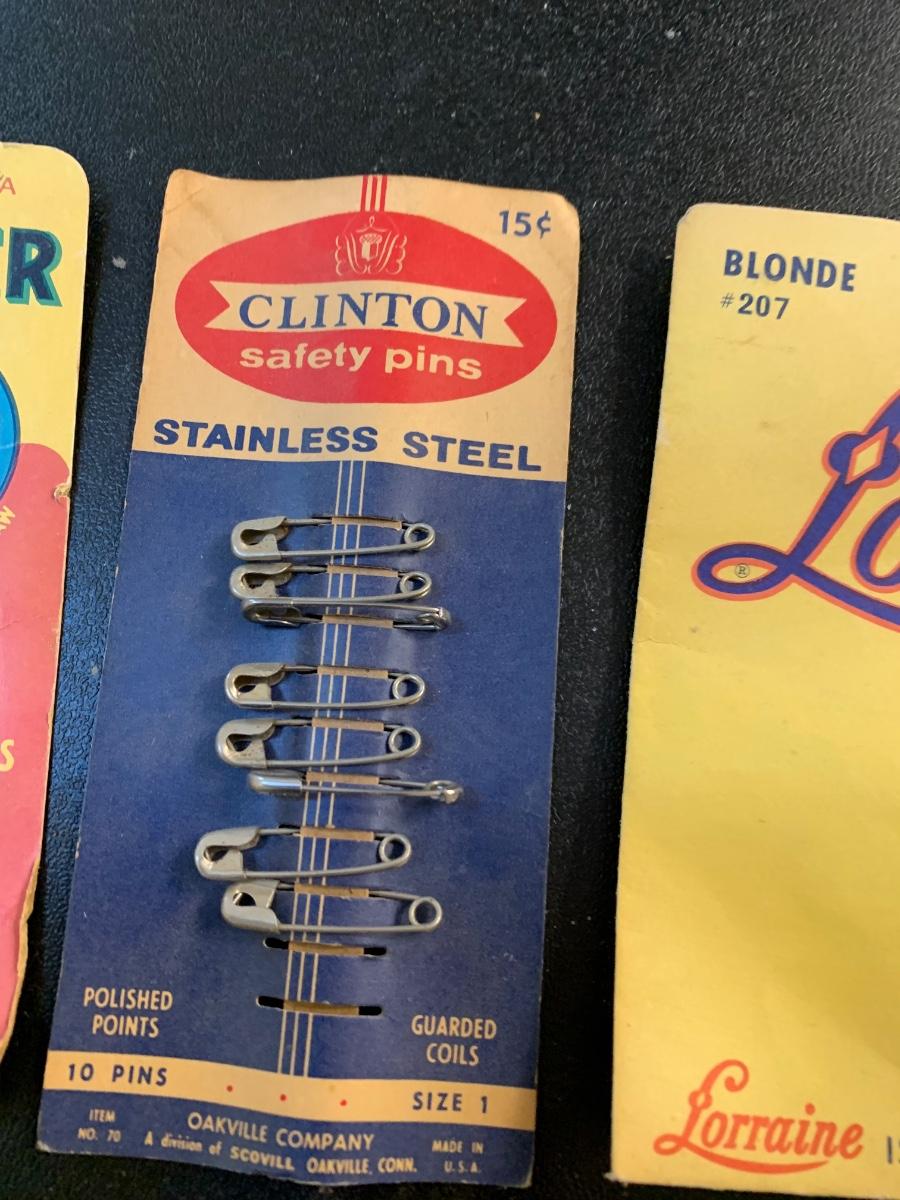 ER
S
15¢
CLINTON
safety pins
STAINLESS STEEL
POLISHED
POINTS
GUARDED
COILS
10 PINS
SIZE 1
ITEM
NO. 70
OAKVILLE COMPANY
A division of SCOVILL OAKVILLE, CONN.
MADE IN
U.S.A.
BLONDE
#207
®
Lorraine